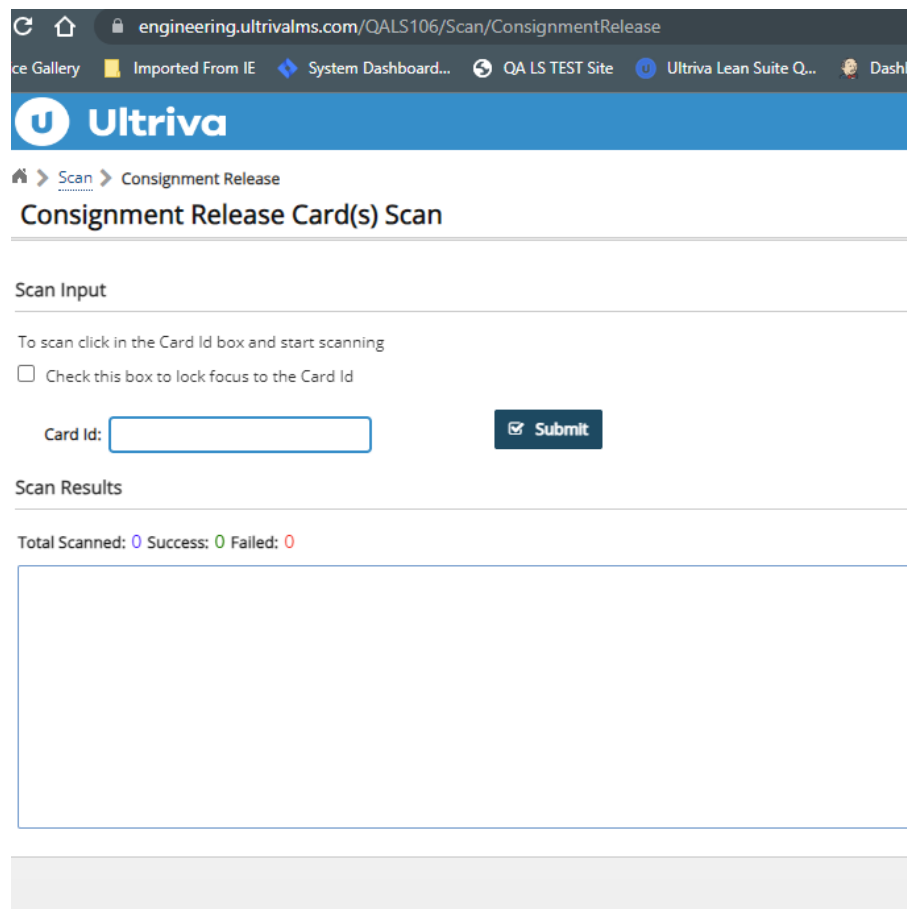 engineering.ultrivalms.com/QALS106/Scan/ConsignmentRelease
ce Gallery Imported From IE System Dashboard... QA LS TEST Site Ultriva Lean Suite Q... Dashl
u Ultriva
Scan Consignment Release
Consignment Release Card(s) Scan
Scan Input
To scan click in the Card Id box and start scanning
Check this box to lock focus to the Card Id
Card Id: Submit
Scan Results
Total Scanned: 0 Success: 0 Failed: 0